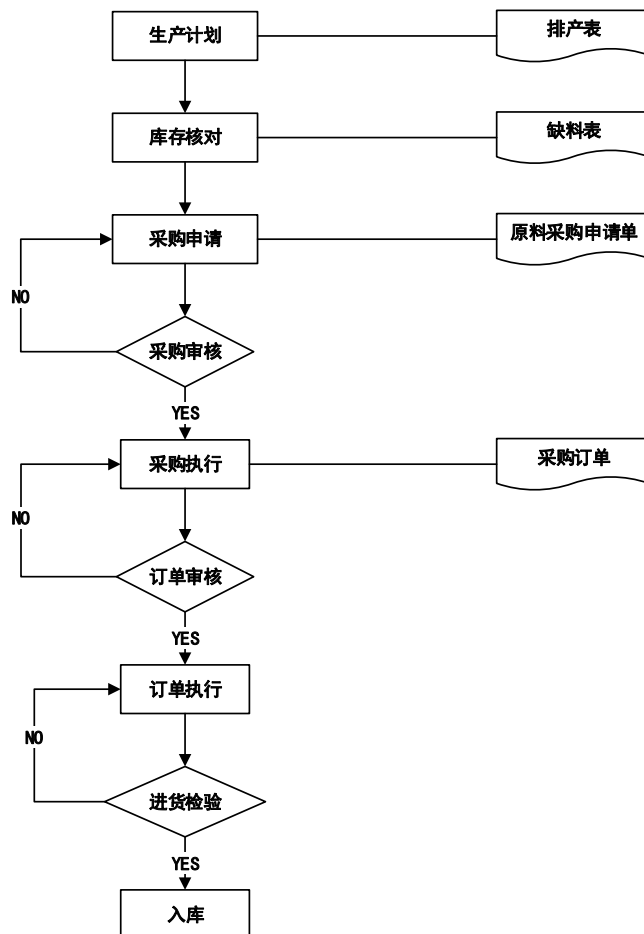 生产计划
排产表
库存核对
缺料表
采购申请
原料采购申请单
NO
采购审核
YES
采购执行
采购订单
NO
订单审核
YES
订单执行
NO
进货检验
YES
入库